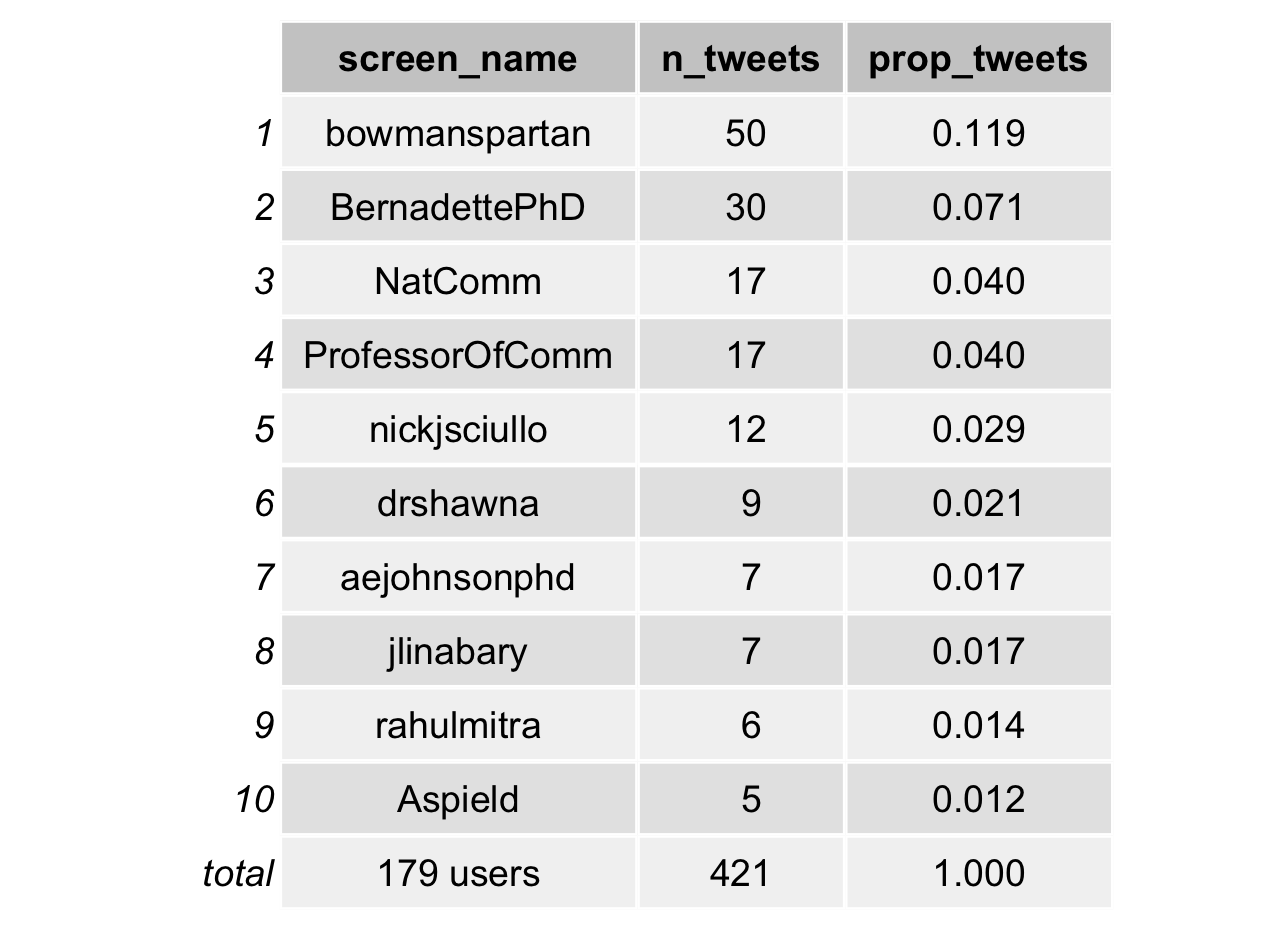 screen_name n_tweets prop_tweets
1 bowmanspartan 50 0.119
2 BernadettePhD 30 0.071
3 NatComm 17 0.040
4 ProfessorOfComm 17 0.040
5 nickjsciullo 12 0.029
6 drshawna 9 0.021
7 aejohnsonphd 7 0.017
8 jlinabary 7 0.017
9 rahulmitra 6 0.014
10 Aspield 5 0.012
total 179 users 421 1.000